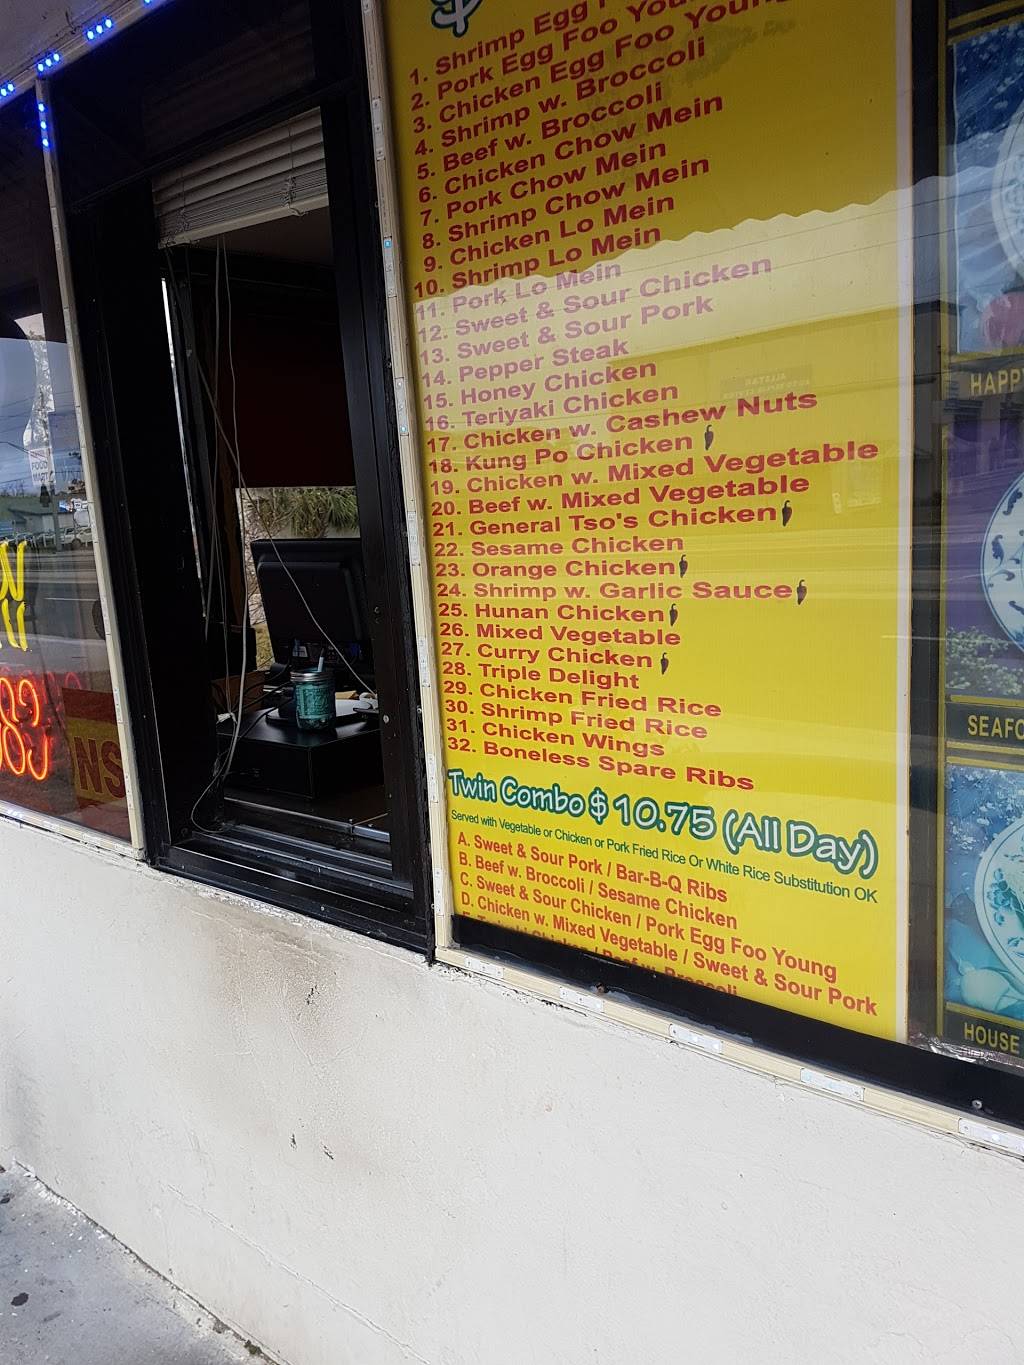 $
1. Shrimp Egg
2. Pork Egg Foo
3. Chicken Egg Foo Young
4. Shrimp w. Broccoli
5. Beef w. Broccoli
6. Chicken Chow Mein
7. Pork Chow Mein
8. Shrimp Chow Mein
9. Chicken Lo Mein
10. Shrimp Lo Mein
11. Pork Lo Mein
12. Sweet & Sour Chicken
13. Sweet & Sour Pork
14. Pepper Steak
15. Honey Chicken
16. Teriyaki Chicken
17. Chicken w. Cashew Nuts
18. Kung Po Chicken
19. Chicken w. Mixed Vegetable
20. Beef w. Mixed Vegetable
21. General Tso's Chicken
22. Sesame Chicken
23. Orange Chicken
24. Shrimp w. Garlic Sauce
25. Hunan Chicken
26. Mixed Vegetable
27. Curry Chicken
28. Triple Delight
29. Chicken Fried Rice
30. Shrimp Fried Rice
31. Chicken Wings
32. Boneless Spare Ribs
Twin Combo $ 10.75 (All Day)
Served with Vegetable or Chicken or Pork Fried Rice Or White Rice Substitution OK
A. Sweet & Sour Pork / Bar-B-Q Ribs
B. Beef w. Broccoli / Sesame Chicken
C. Sweet & Sour Chicken / Pork Egg Foo Young
D. Chicken w. Mixed Vegetable / Sweet & Sour Pork
Chicken / Beef w. Broccoli
HAPPY
SEAFO
HOUSE
FOOD
NS